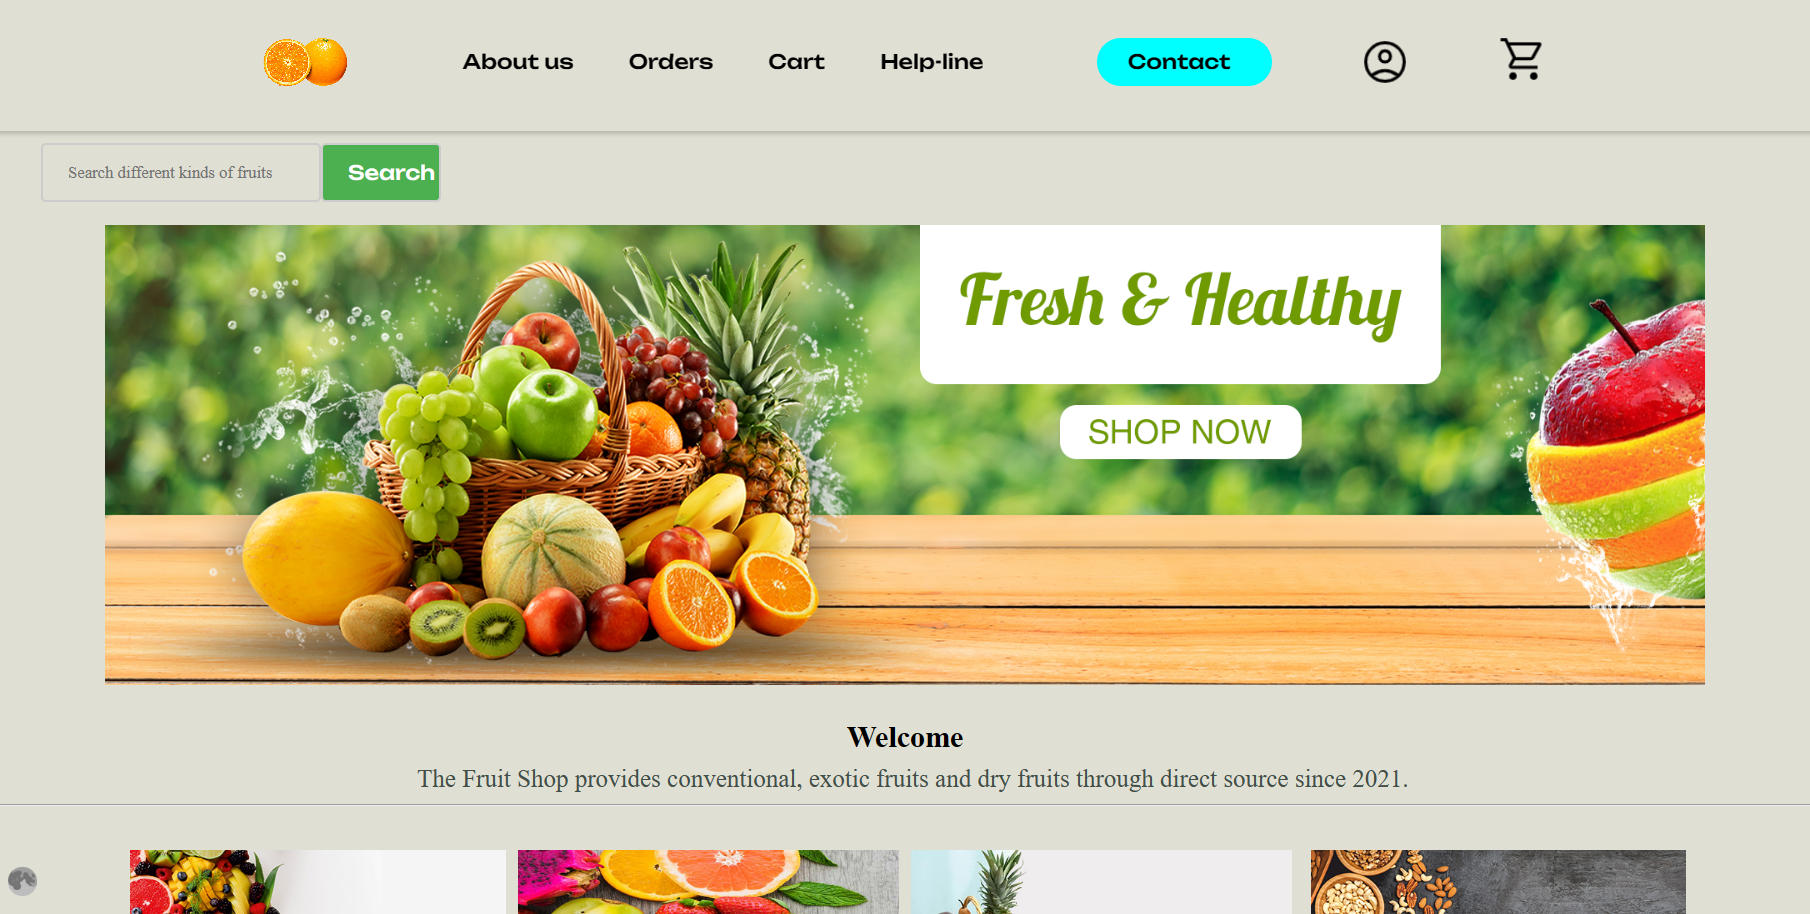 About us Orders Cart Help-line Contact
Search different kinds of fruits Search
Fresh & Healthy
SHOP NOW
Welcome
The Fruit Shop provides conventional, exotic fruits and dry fruits through direct source since 2021.